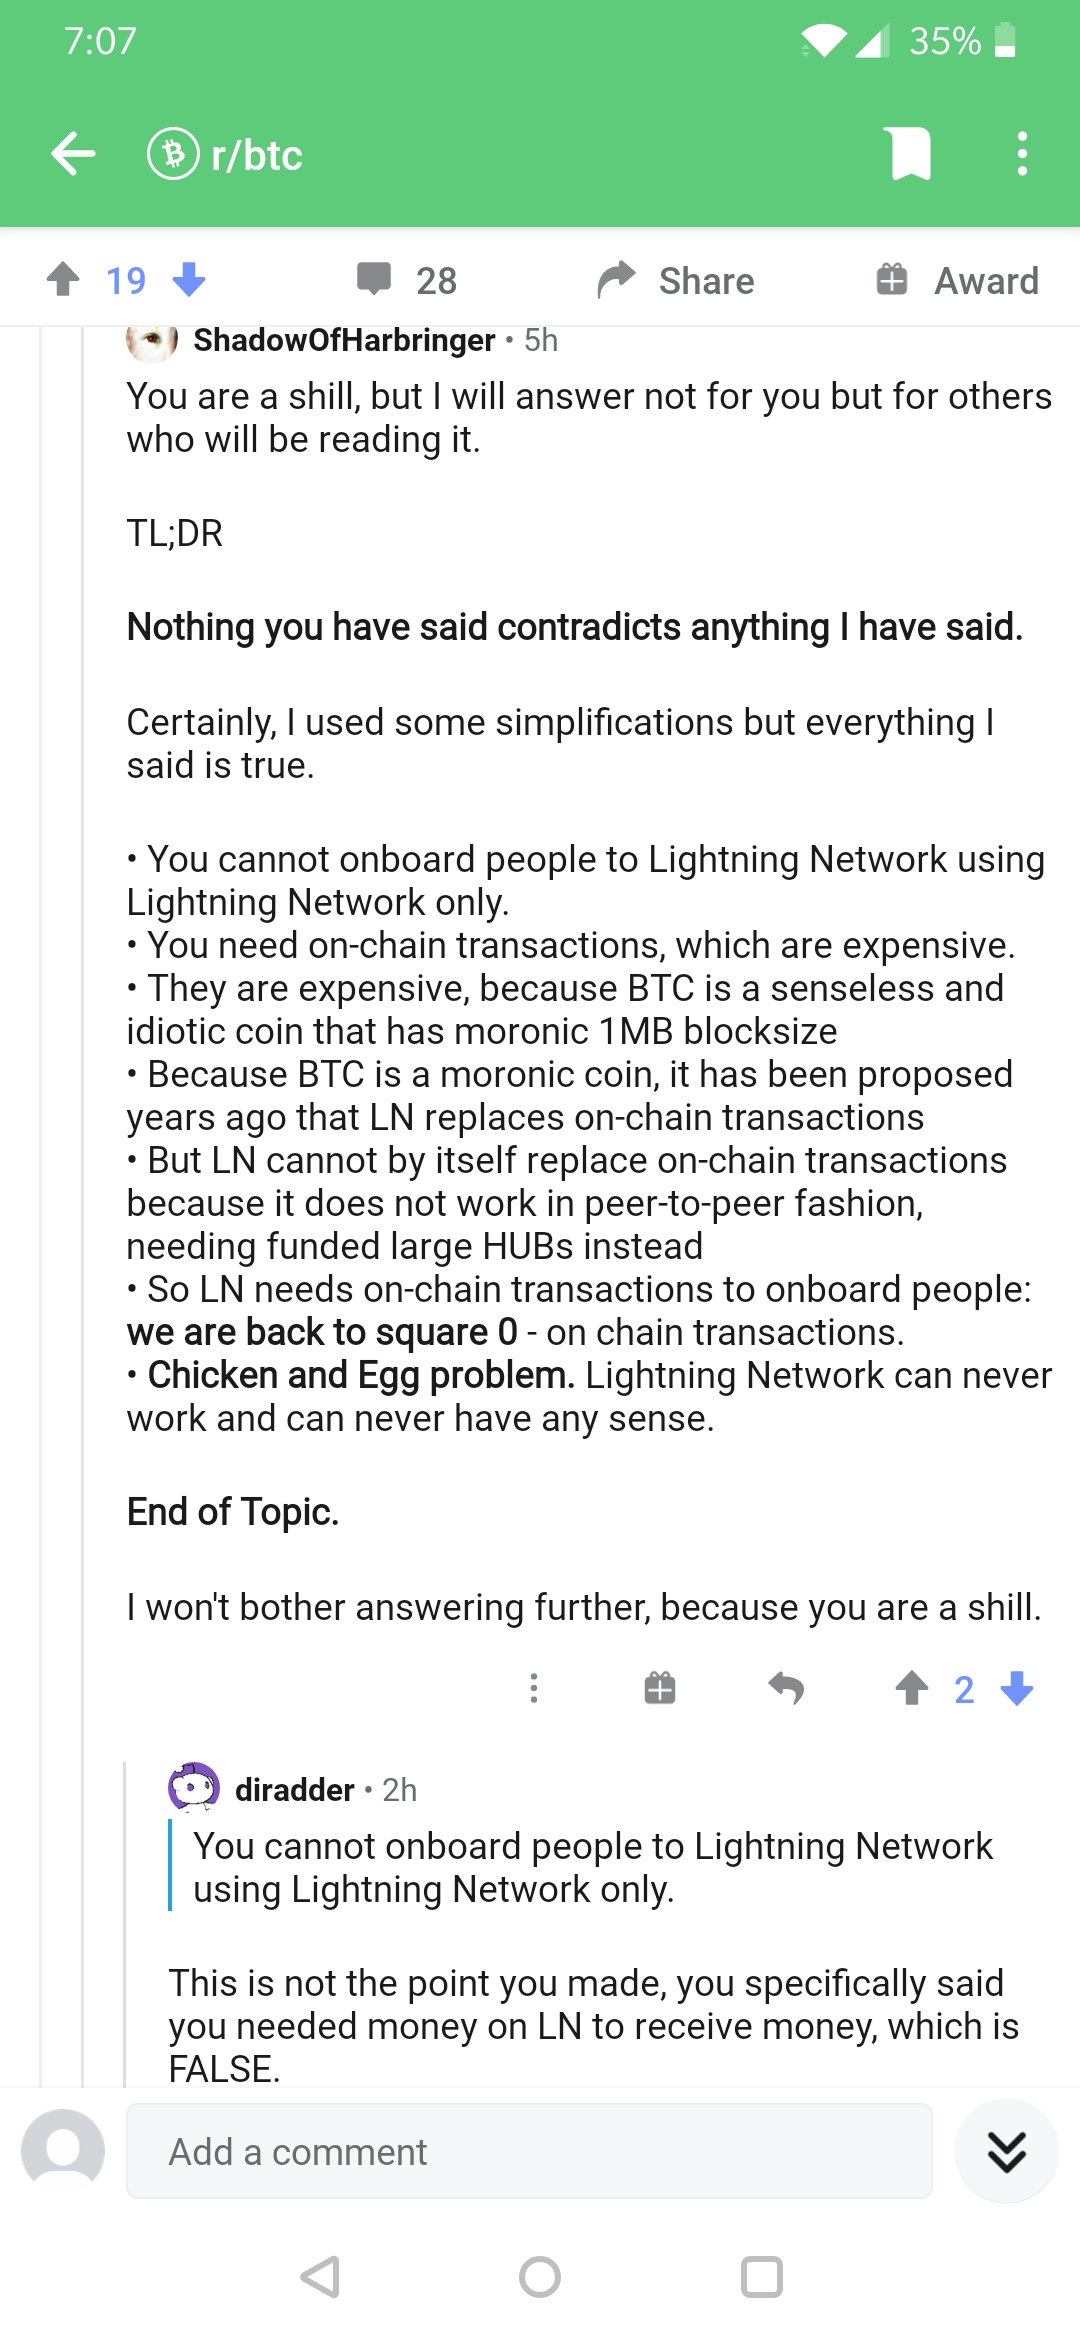 7:07
35%
r/btc
19
28
Share
Award
ShadowOfHarbringer • 5h
You are a shill, but I will answer not for you but for others
who will be reading it.
TL;DR
Nothing you have said contradicts anything I have said.
Certainly, I used some simplifications but everything I
said is true.
• You cannot onboard people to Lightning Network using
Lightning Network only.
• You need on-chain transactions, which are expensive.
• They are expensive, because BTC is a senseless and
idiotic coin that has moronic 1MB blocksize
• Because BTC is a moronic coin, it has been proposed
years ago that LN replaces on-chain transactions
• But LN cannot by itself replace on-chain transactions
because it does not work in peer-to-peer fashion,
needing funded large HUBs instead
• So LN needs on-chain transactions to onboard people:
we are back to square 0 - on chain transactions.
• Chicken and Egg problem. Lightning Network can never
work and can never have any sense.
End of Topic.
I won't bother answering further, because you are a shill.
2
diradder • 2h
You cannot onboard people to Lightning Network
using Lightning Network only.
This is not the point you made, you specifically said
you needed money on LN to receive money, which is
FALSE.
Add a comment